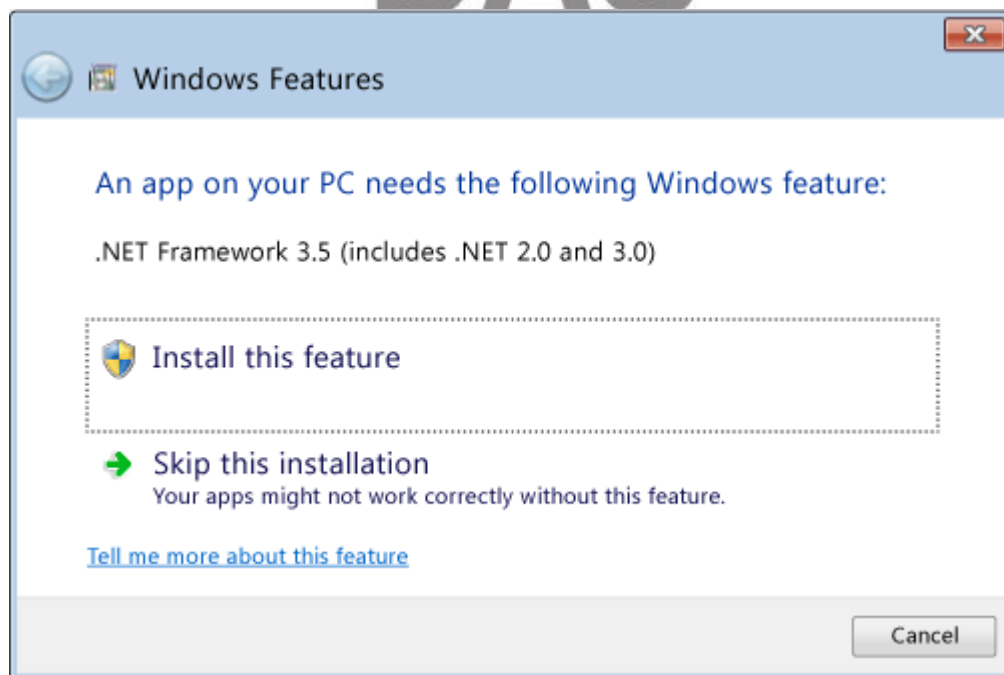 Windows Features
An app on your PC needs the following Windows feature:
.NET Framework 3.5 (includes .NET 2.0 and 3.0)
Install this feature
Skip this installation
Your apps might not work correctly without this feature.
Tell me more about this feature
Cancel